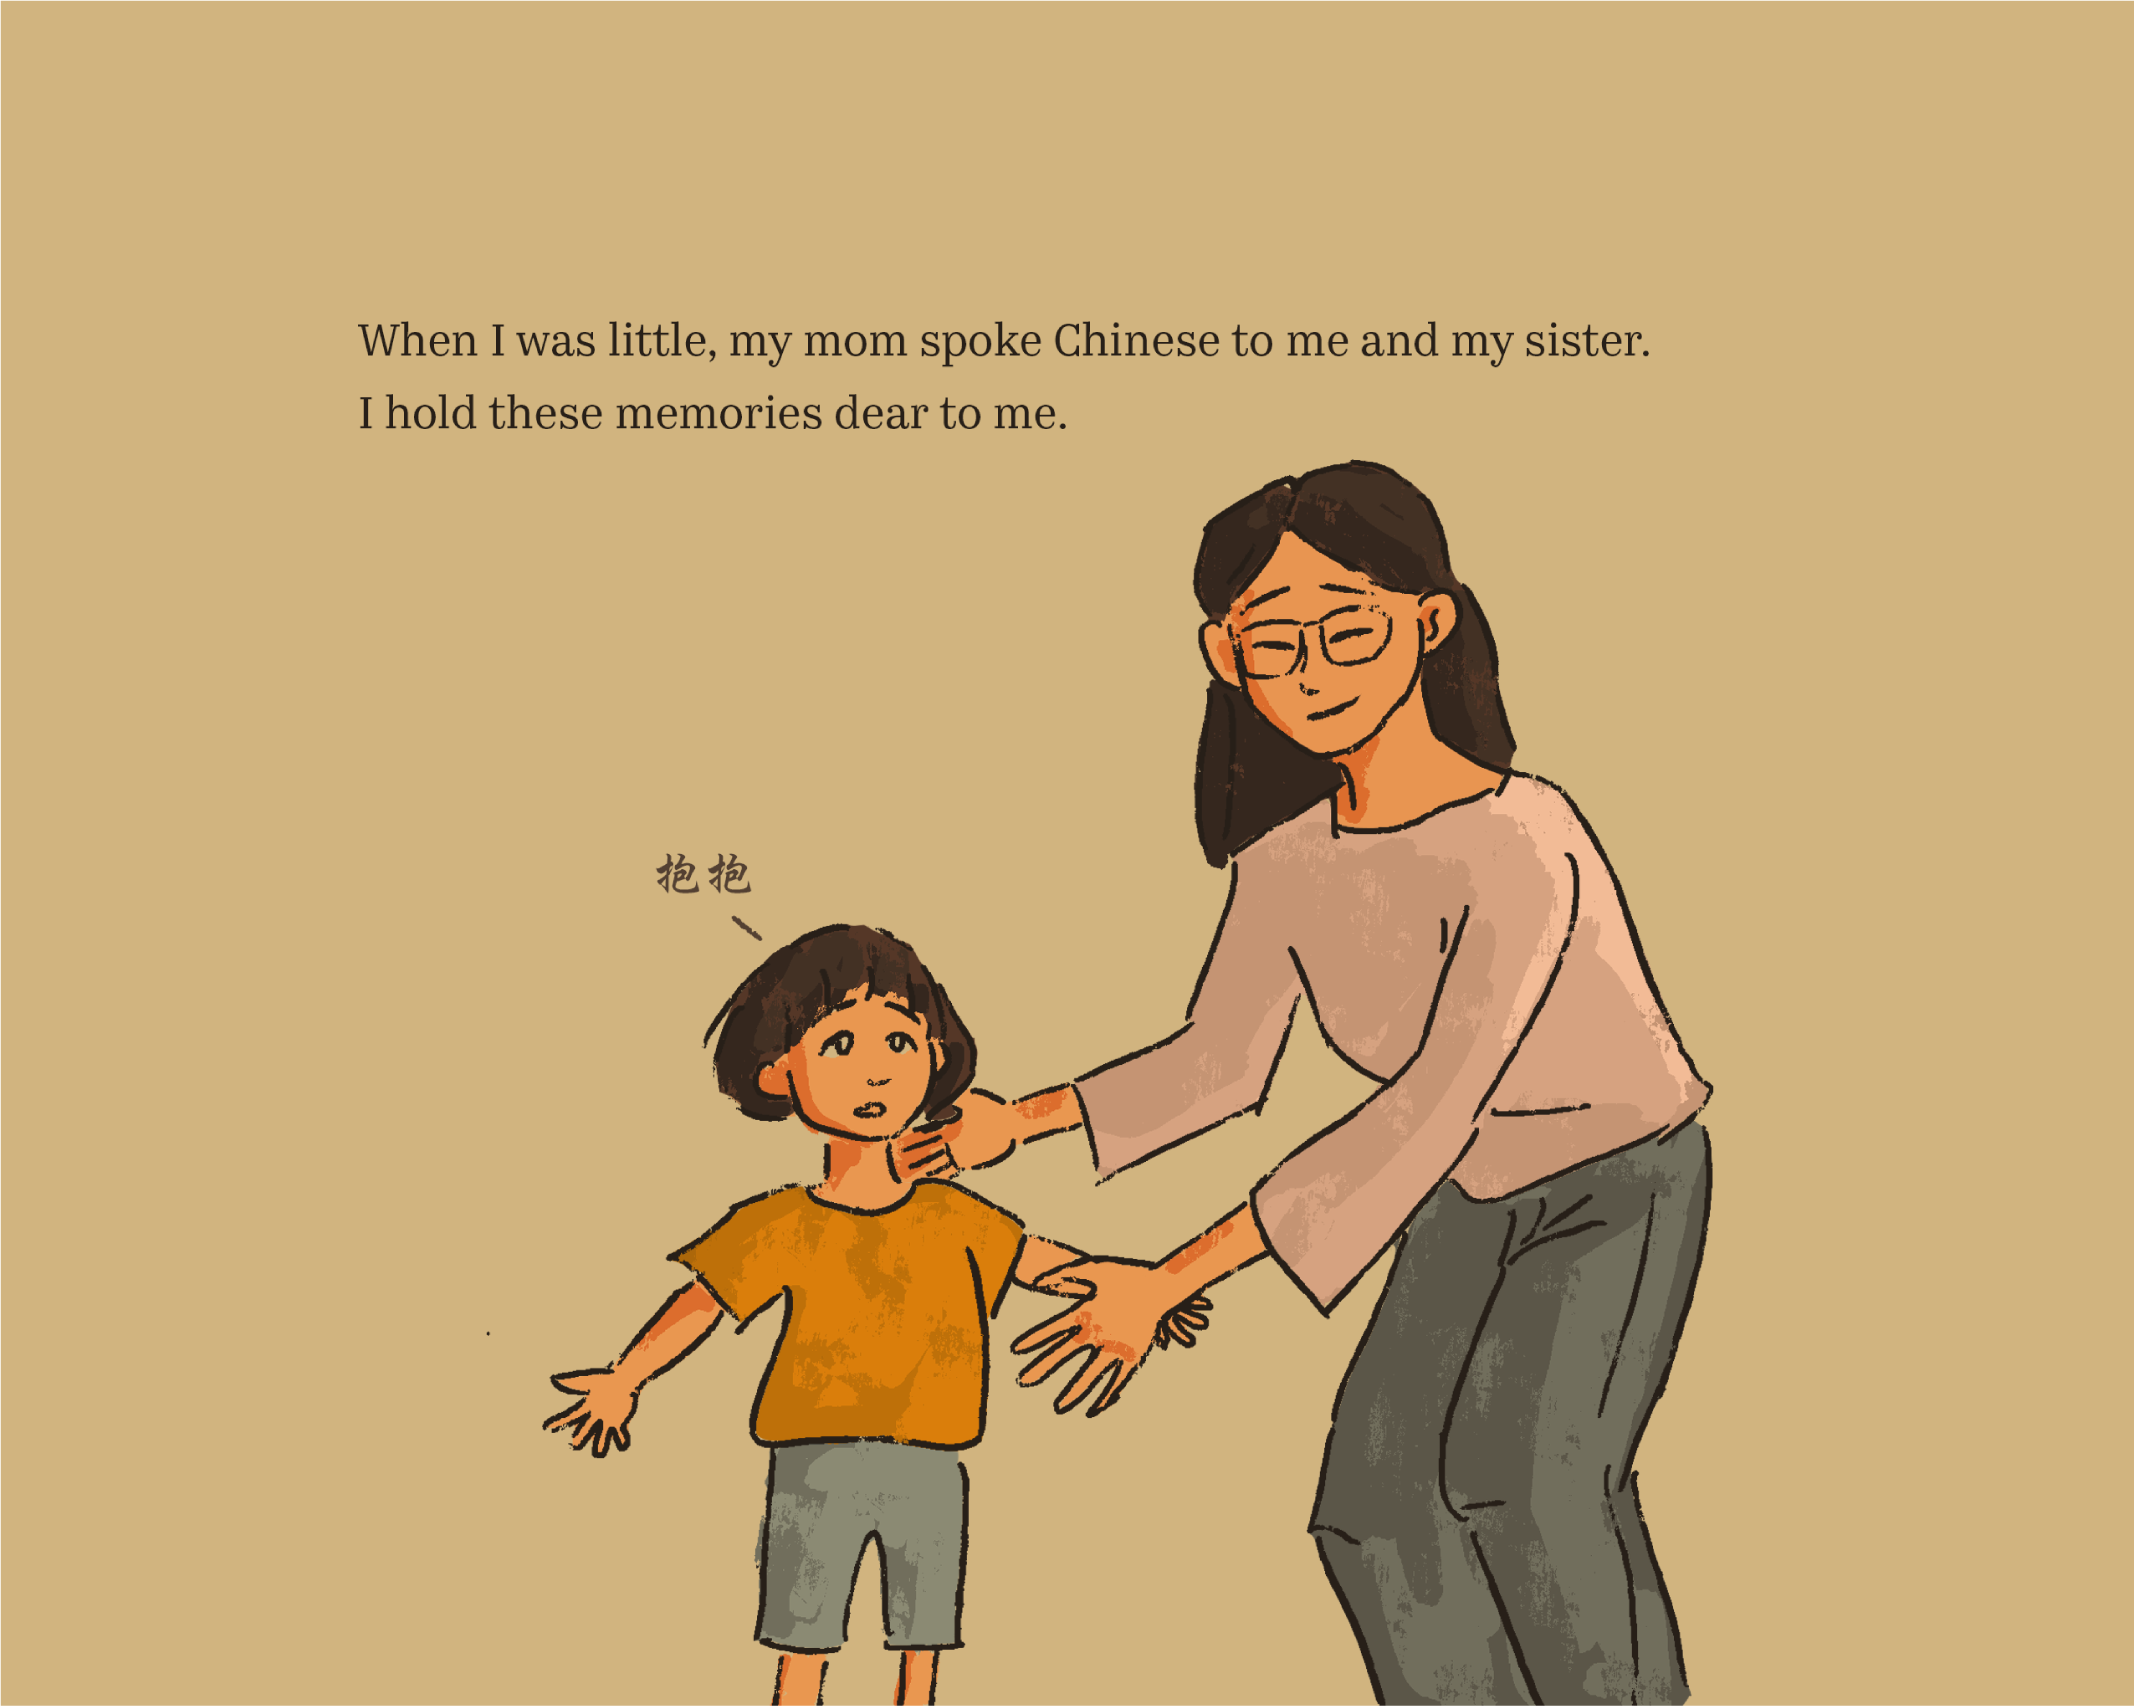 When I was little, my mom spoke Chinese to me and my sister.
I hold these memories dear to me.
抱抱